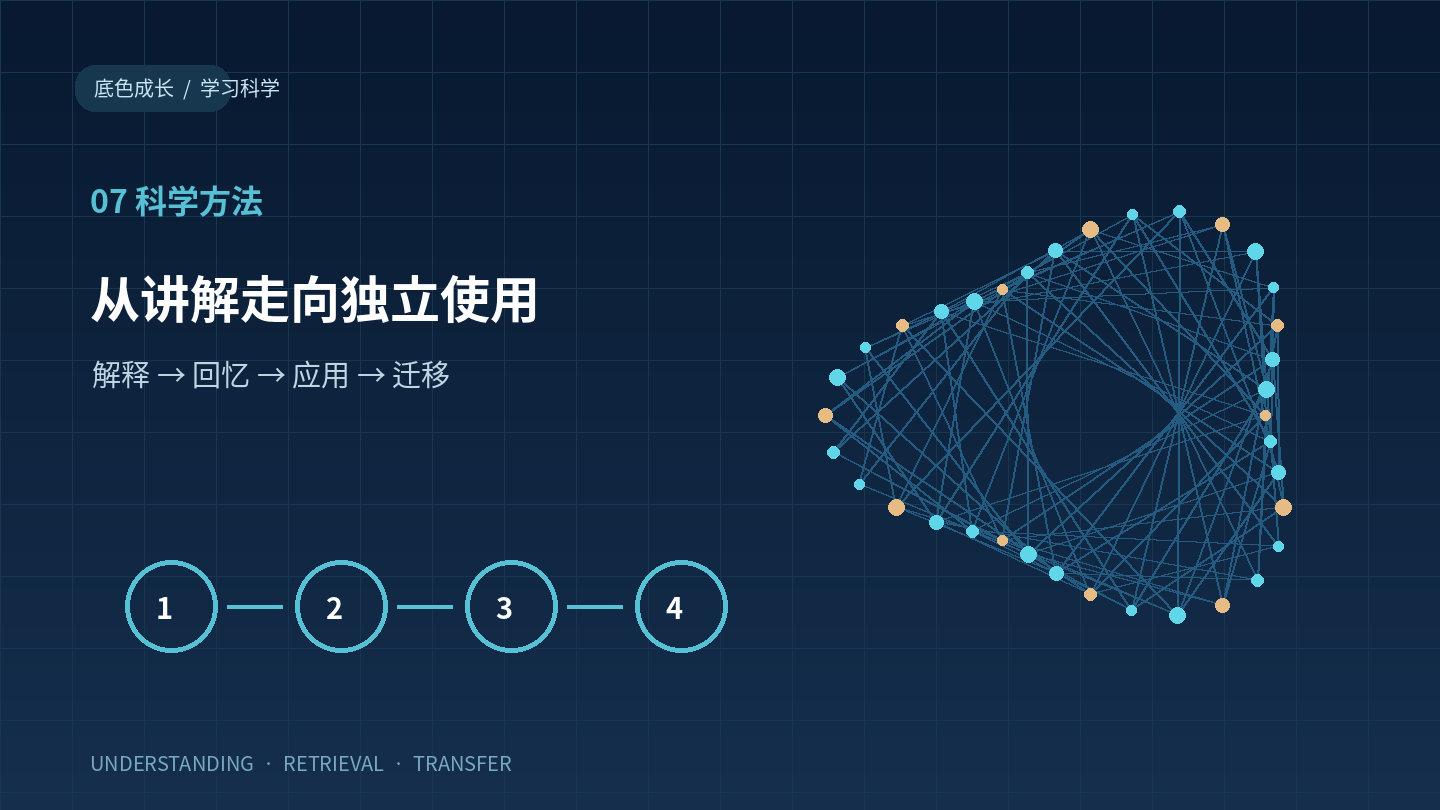 底色成长 / 学习科学
07 科学方法
从讲解走向独立使用
解释 → 回忆 → 应用 → 迁移
1
2
3
4
UNDERSTANDING · RETRIEVAL · TRANSFER